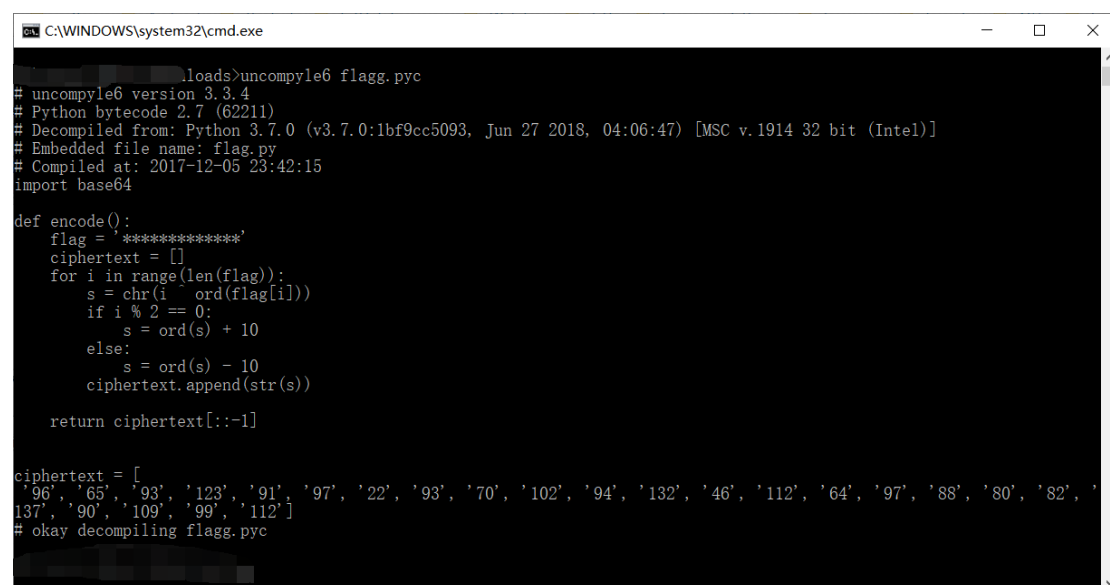 C:\WINDOWS\system32\cmd.exe
loads>uncompyle6 flagg.pyc
# uncompyle6 version 3.3.4
# Python bytecode 2.7 (62211)
# Decompiled from: Python 3.7.0 (v3.7.0:1bf9cc5093, Jun 27 2018, 04:06:47) [MSC v.1914 32 bit (Intel)]
# Embedded file name: flag.py
# Compiled at: 2017-12-05 23:42:15
import base64
def encode():
    flag = '*************'
    ciphertext = []
    for i in range(len(flag)):
        s = chr(i ^ ord(flag[i]))
        if i % 2 == 0:
            s = ord(s) + 10
        else:
            s = ord(s) - 10
        ciphertext.append(str(s))
    return ciphertext[::-1]
ciphertext = [
 '96', '65', '93', '123', '91', '97', '22', '93', '70', '102', '94', '132', '46', '112', '64', '97', '88', '80', '82', '
137', '90', '109', '99', '112']
# okay decompiling flagg.pyc